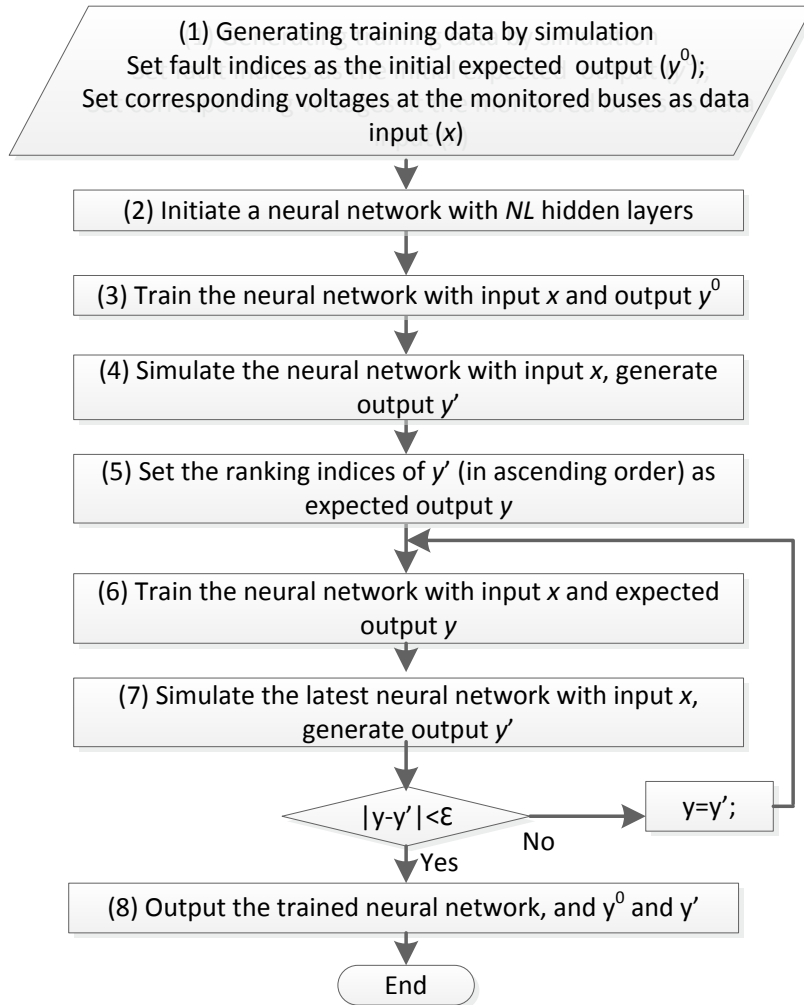 (1) Generating training data by simulation
Set fault indices as the initial expected output (y⁰);
Set corresponding voltages at the monitored buses as data
input (x)
(2) Initiate a neural network with NL hidden layers
(3) Train the neural network with input x and output y⁰
(4) Simulate the neural network with input x, generate
output y’
(5) Set the ranking indices of y’ (in ascending order) as
expected output y
(6) Train the neural network with input x and expected
output y
(7) Simulate the latest neural network with input x,
generate output y’
|y-y’|<ε
No
y=y’;
Yes
(8) Output the trained neural network, and y⁰ and y’
End